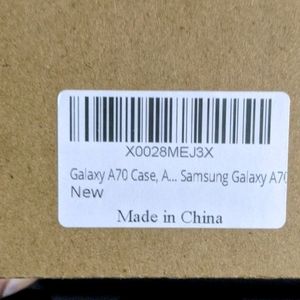 X0028MEJ3X
Galaxy A70 Case, A... Samsung Galaxy A70
New
Made in China